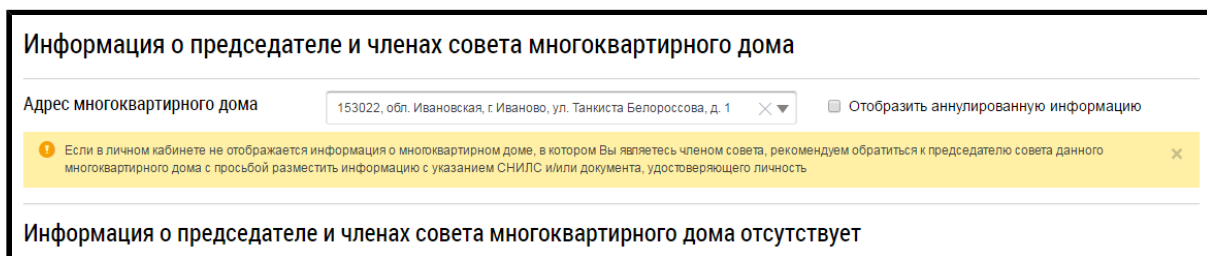 Информация о председателе и членах совета многоквартирного дома
Адрес многоквартирного дома 153022, обл. Ивановская, г. Иваново, ул. Танкиста Белороссова, д. 1 Отобразить аннулированную информацию
Если в личном кабинете не отображается информация о многоквартирном доме, в котором Вы являетесь членом совета, рекомендуем обратиться к председателю совета данного
многоквартирного дома с просьбой разместить информацию с указанием СНИЛС и/или документа, удостоверяющего личность
Информация о председателе и членах совета многоквартирного дома отсутствует